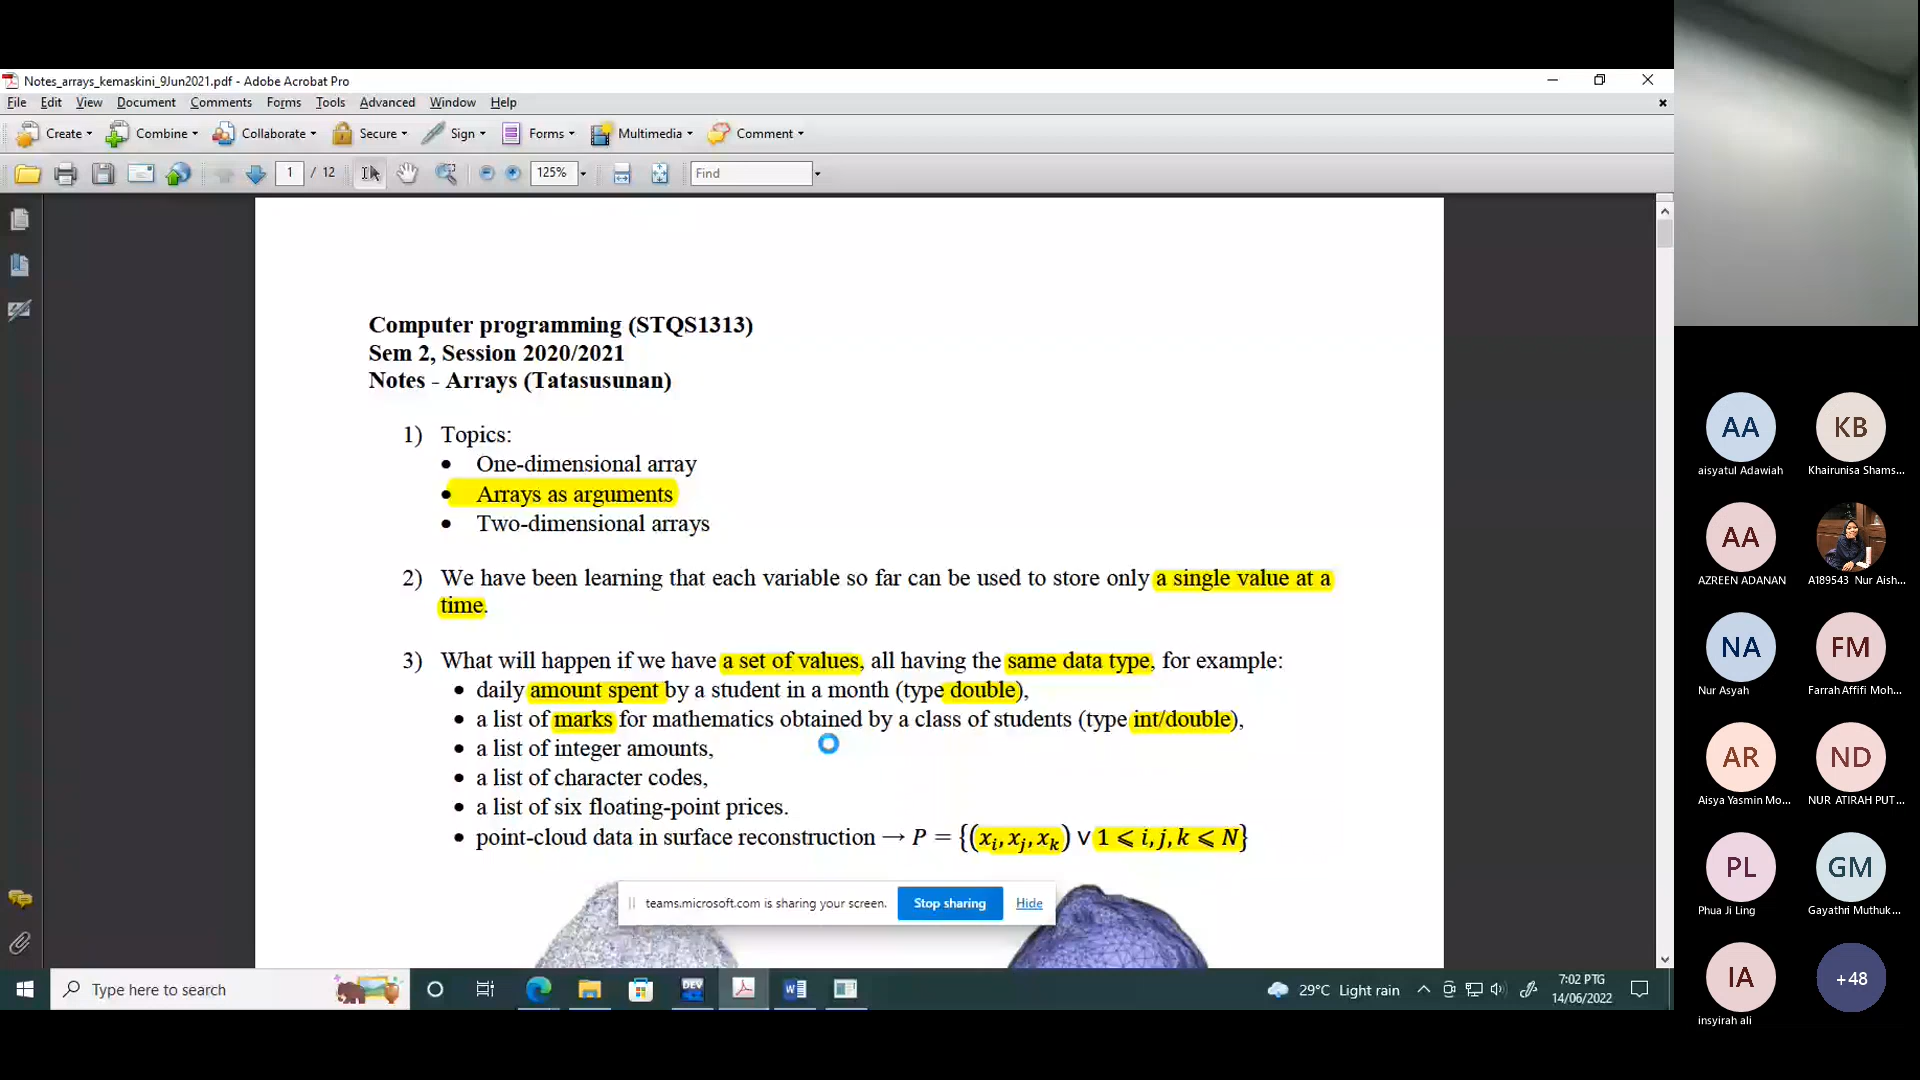 Notes_arrays_kemaskini_9Jun2021.pdf - Adobe Acrobat Pro
File Edit View Document Comments Forms Tools Advanced Window Help
Create Combine Collaborate Secure Sign Forms Multimedia Comment
1 / 12 125% Find
Computer programming (STQS1313)
Sem 2, Session 2020/2021
Notes - Arrays (Tatasusunan)
1) Topics:
• One-dimensional array
• Arrays as arguments
• Two-dimensional arrays
2) We have been learning that each variable so far can be used to store only a single value at a
time.
3) What will happen if we have a set of values, all having the same data type, for example:
• daily amount spent by a student in a month (type double),
• a list of marks for mathematics obtained by a class of students (type int/double),
• a list of integer amounts,
• a list of character codes,
• a list of six floating-point prices.
• point-cloud data in surface reconstruction → P = {(xᵢ, xⱼ, xₖ) ∨ 1 ⩽ i, j, k ⩽ N}
teams.microsoft.com is sharing your screen. Stop sharing Hide
Type here to search
DEV
W
29°C Light rain
7:02 PTG
14/06/2022
AA KB
aisyatul Adawiah Khairunisa Shams...
AA
AZREEN ADANAN A189543 Nur Aish...
NA FM
Nur Asyah Farrah Affifi Moh...
AR ND
Aisya Yasmin Mo... NUR ATIRAH PUT...
PL GM
Phua Ji Ling Gayathri Muthuk...
IA +48
insyirah ali